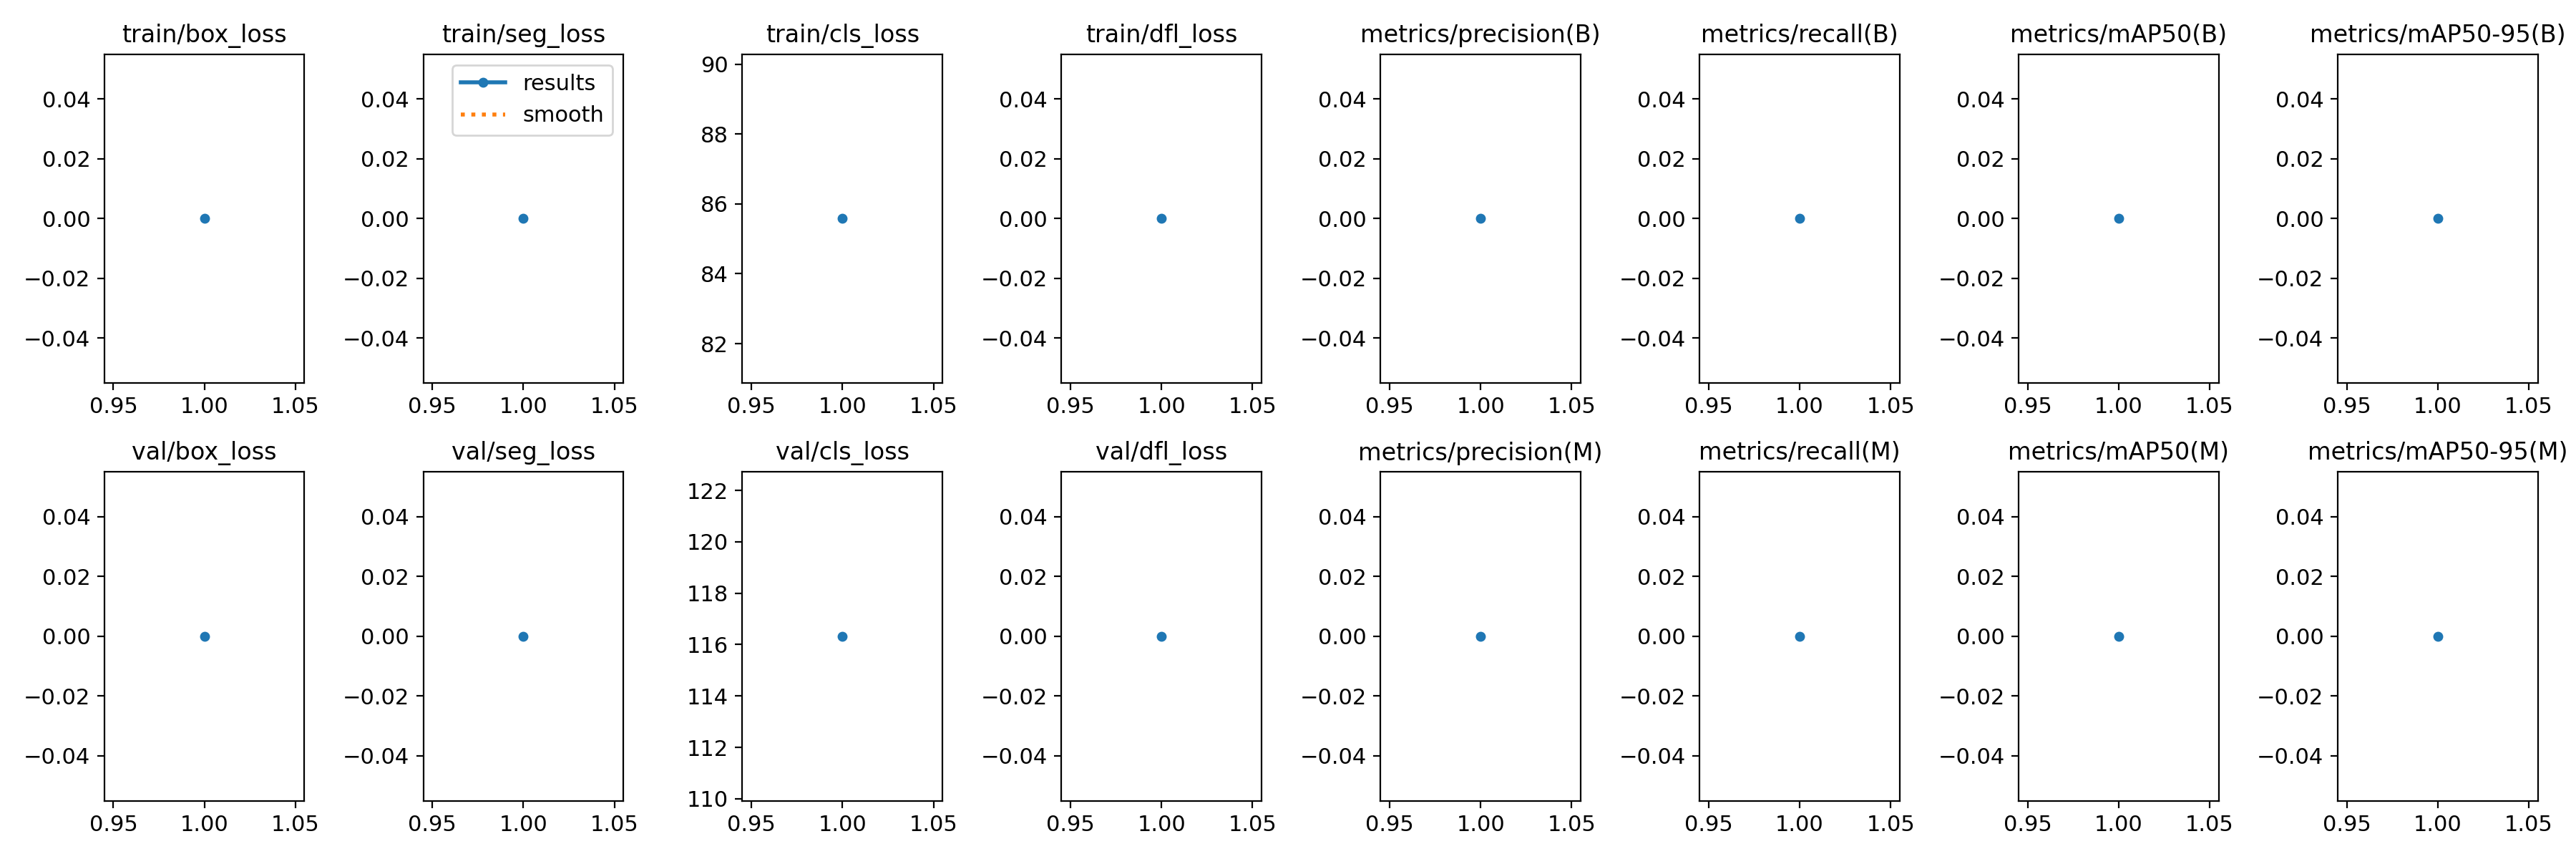 train/box_loss train/seg_loss train/cls_loss train/dfl_loss metrics/precision(B) metrics/recall(B) metrics/mAP50(B) metrics/mAP50-95(B)
results
smooth
0.04 0.04 90 0.04 0.04 0.04 0.04 0.04
0.02 0.02 88 0.02 0.02 0.02 0.02 0.02
0.00 0.00 86 0.00 0.00 0.00 0.00 0.00
−0.02 −0.02 84 −0.02 −0.02 −0.02 −0.02 −0.02
−0.04 −0.04 82 −0.04 −0.04 −0.04 −0.04 −0.04
0.95 1.00 1.05 0.95 1.00 1.05 0.95 1.00 1.05 0.95 1.00 1.05 0.95 1.00 1.05 0.95 1.00 1.05 0.95 1.00 1.05 0.95 1.00 1.05
val/box_loss val/seg_loss val/cls_loss val/dfl_loss metrics/precision(M) metrics/recall(M) metrics/mAP50(M) metrics/mAP50-95(M)
122
0.04 0.04 120 0.04 0.04 0.04 0.04 0.04
0.02 0.02 118 0.02 0.02 0.02 0.02 0.02
0.00 0.00 116 0.00 0.00 0.00 0.00 0.00
−0.02 −0.02 114 −0.02 −0.02 −0.02 −0.02 −0.02
−0.04 −0.04 112 −0.04 −0.04 −0.04 −0.04 −0.04
110
0.95 1.00 1.05 0.95 1.00 1.05 0.95 1.00 1.05 0.95 1.00 1.05 0.95 1.00 1.05 0.95 1.00 1.05 0.95 1.00 1.05 0.95 1.00 1.05